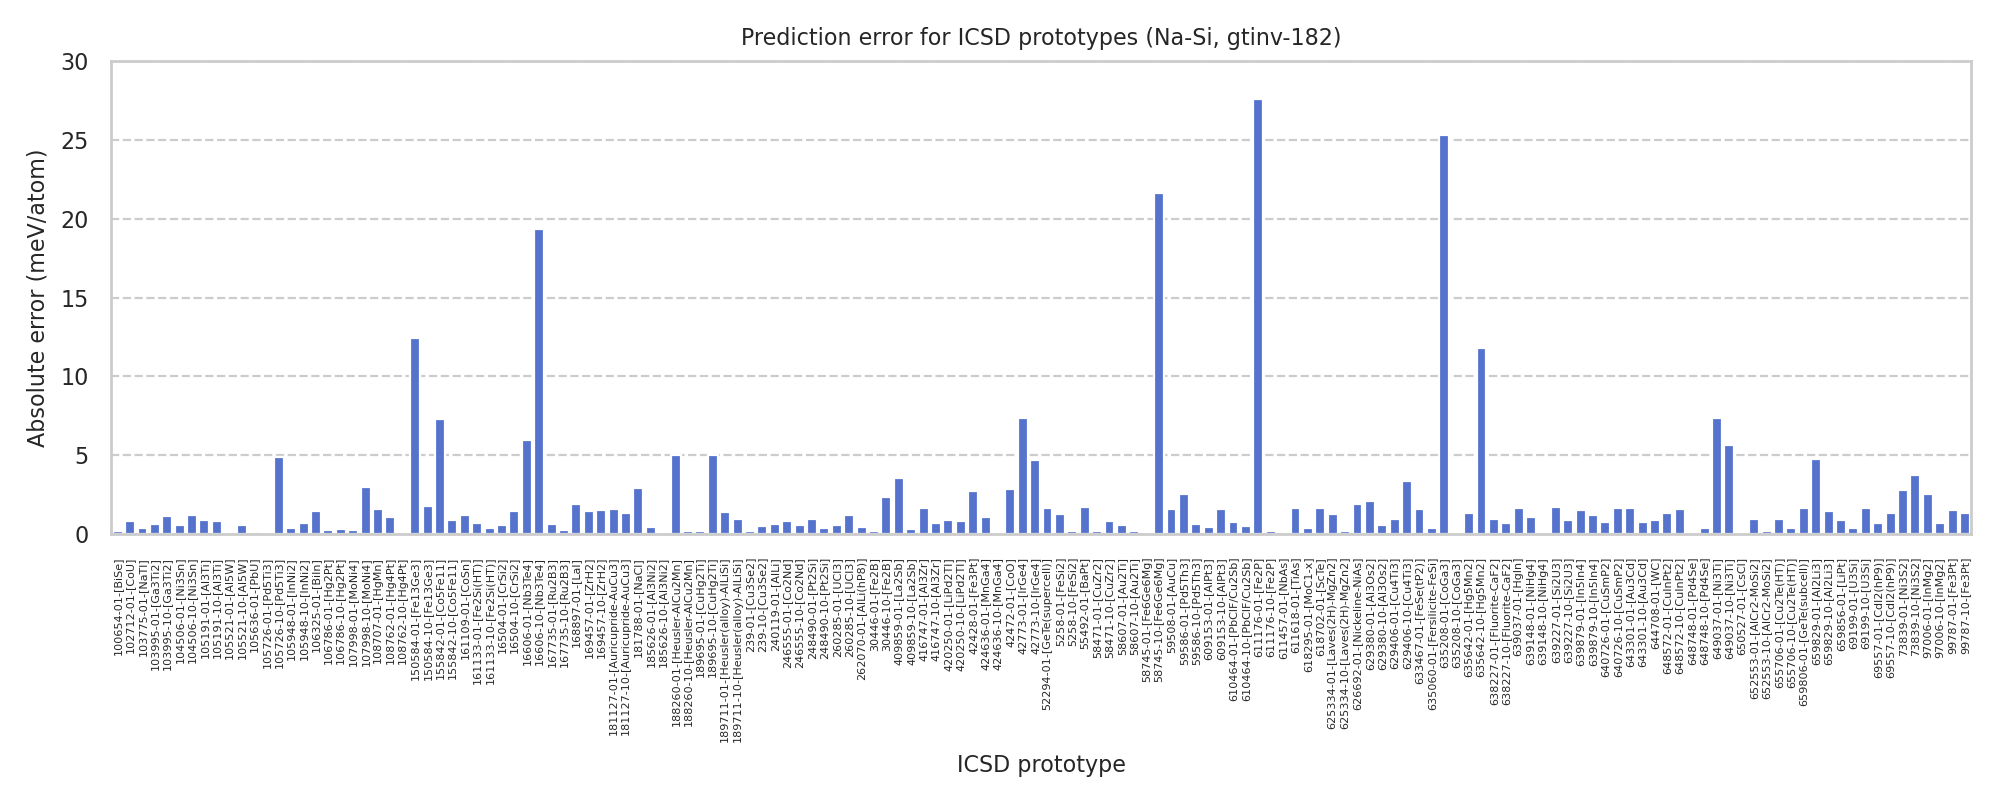 Prediction error for ICSD prototypes (Na-Si, gtinv-182)
Absolute error (meV/atom)
30
25
20
15
10
5
0
100654-01-[BiSe]
102712-01-[CoU]
103775-01-[NaTl]
103995-01-[Ga3Ti2]
103995-10-[Ga3Ti2]
104506-01-[Ni3Sn]
104506-10-[Ni3Sn]
105191-01-[Al3Ti]
105191-10-[Al3Ti]
105521-01-[Al5W]
105521-10-[Al5W]
105636-01-[PbU]
105726-01-[Pd5Ti3]
105726-10-[Pd5Ti3]
105948-01-[InNi2]
105948-10-[InNi2]
106325-01-[BiIn]
106786-01-[Hg2Pt]
106786-10-[Hg2Pt]
107998-01-[MoNi4]
107998-10-[MoNi4]
108707-01-[HgMn]
108762-01-[Hg4Pt]
108762-10-[Hg4Pt]
150584-01-[Fe13Ge3]
150584-10-[Fe13Ge3]
155842-01-[Co5Fe11]
155842-10-[Co5Fe11]
161109-01-[CoSn]
161133-01-[Fe2Si(HT)]
161133-10-[Fe2Si(HT)]
16504-01-[CrSi2]
16504-10-[CrSi2]
16606-01-[Nb3Te4]
16606-10-[Nb3Te4]
167735-01-[Ru2B3]
167735-10-[Ru2B3]
168897-01-[LaI]
169457-01-[ZrH2]
169457-10-[ZrH2]
181127-01-[Auricupride-AuCu3]
181127-10-[Auricupride-AuCu3]
181788-01-[NaCl]
185626-01-[Al3Ni2]
185626-10-[Al3Ni2]
188260-01-[Heusler-AlCu2Mn]
188260-10-[Heusler-AlCu2Mn]
189695-01-[CuHg2Ti]
189695-10-[CuHg2Ti]
189711-01-[Heusler(alloy)-AlLiSi]
189711-10-[Heusler(alloy)-AlLiSi]
239-01-[Cu3Se2]
239-10-[Cu3Se2]
240119-01-[AlLi]
246555-01-[Co2Nd]
246555-10-[Co2Nd]
248490-01-[Pt2Si]
248490-10-[Pt2Si]
260285-01-[UCl3]
260285-10-[UCl3]
262070-01-[AlLi(hP8)]
30446-01-[Fe2B]
30446-10-[Fe2B]
409859-01-[La2Sb]
409859-10-[La2Sb]
416747-01-[Al3Zr]
416747-10-[Al3Zr]
420250-01-[LiPd2Tl]
420250-10-[LiPd2Tl]
42428-01-[Fe3Pt]
424636-01-[MnGa4]
424636-10-[MnGa4]
42472-01-[CoO]
42773-01-[IrGe4]
42773-10-[IrGe4]
52294-01-[GeTe(supercell)]
5258-01-[FeSi2]
5258-10-[FeSi2]
55492-01-[BaPt]
58471-01-[CuZr2]
58471-10-[CuZr2]
58607-01-[Au2Ti]
58607-10-[Au2Ti]
58745-01-[Fe6Ge6Mg]
58745-10-[Fe6Ge6Mg]
59508-01-[AuCu]
59586-01-[Pd5Th3]
59586-10-[Pd5Th3]
609153-01-[AlPt3]
609153-10-[AlPt3]
610464-01-[PbClF/Cu2Sb]
610464-10-[PbClF/Cu2Sb]
611176-01-[Fe2P]
611176-10-[Fe2P]
611457-01-[NbAs]
611618-01-[TiAs]
618295-01-[MoC1-x]
618702-01-[ScTe]
625334-01-[Laves(2H)-MgZn2]
625334-10-[Laves(2H)-MgZn2]
626692-01-[Nickeline-NiAs]
629380-01-[Al3Os2]
629380-10-[Al3Os2]
629406-01-[Cu4Ti3]
629406-10-[Cu4Ti3]
633467-01-[FeSe(tP2)]
635060-01-[Fersilicite-FeSi]
635208-01-[CoGa3]
635208-10-[CoGa3]
635642-01-[Hg5Mn2]
635642-10-[Hg5Mn2]
638227-01-[Fluorite-CaF2]
638227-10-[Fluorite-CaF2]
639037-01-[HgIn]
639148-01-[NiHg4]
639148-10-[NiHg4]
639227-01-[Si2U3]
639227-10-[Si2U3]
639879-01-[In5In4]
639879-10-[In5In4]
640726-01-[CuSmP2]
640726-10-[CuSmP2]
643301-01-[Au3Cd]
643301-10-[Au3Cd]
644708-01-[WC]
648572-01-[CuInPt2]
648572-10-[CuInPt2]
648748-01-[Pd4Se]
648748-10-[Pd4Se]
649037-01-[Ni3Ti]
649037-10-[Ni3Ti]
650527-01-[CsCl]
652553-01-[AlCr2-MoSi2]
652553-10-[AlCr2-MoSi2]
655706-01-[Cu2Te(HT)]
655706-10-[Cu2Te(HT)]
659806-01-[GeTe(subcell)]
659829-01-[Al2Li3]
659829-10-[Al2Li3]
659856-01-[LiPt]
69199-01-[U3Si]
69199-10-[U3Si]
69557-01-[CdI2(hP9)]
69557-10-[CdI2(hP9)]
73839-01-[Ni3S2]
73839-10-[Ni3S2]
97006-01-[InMg2]
97006-10-[InMg2]
99787-01-[Fe3Pt]
99787-10-[Fe3Pt]
ICSD prototype